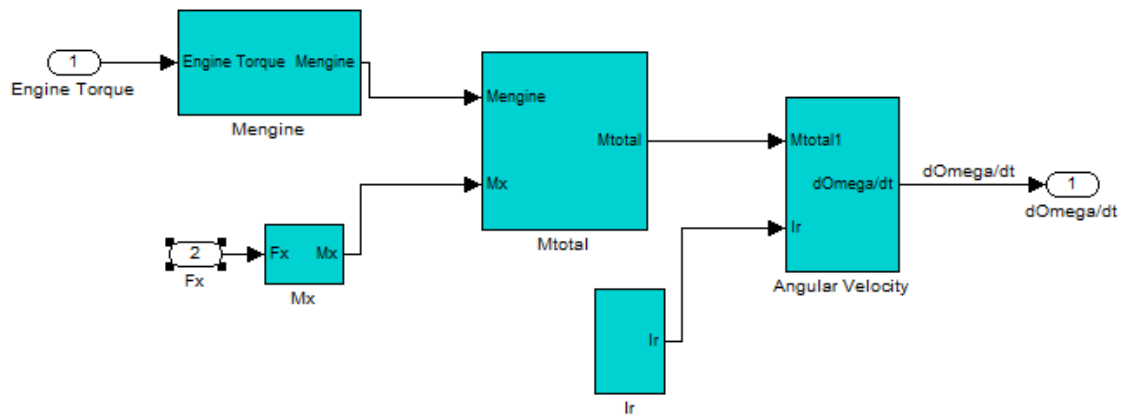 1
Engine Torque
Engine Torque Mengine
Mengine
2
Fx
Fx Mx
Mx
Mengine
Mx
Mtotal
Mtotal
Ir
Ir
Mtotal1
Ir
dOmega/dt
Angular Velocity
dOmega/dt
1
dOmega/dt